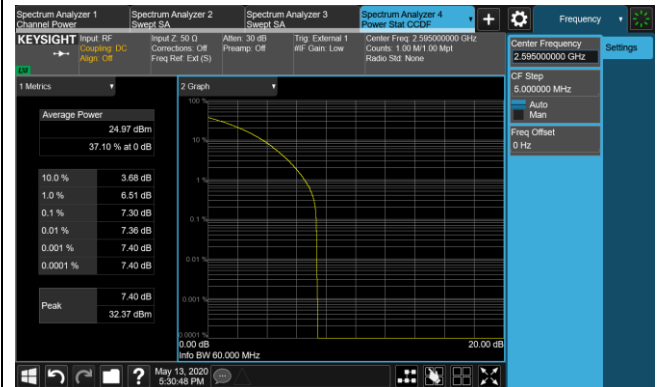 Spectrum Analyzer 1
Channel Power
Spectrum Analyzer 2
Swept SA
Spectrum Analyzer 3
Swept SA
Spectrum Analyzer 4
Power Stat CCDF
+
Frequency
KEYSIGHT
Input: RF
Coupling: DC
Align: Off
Input Z: 50 Ω
Corrections: Off
Freq Ref: Ext (S)
Atten: 30 dB
Preamp: Off
Trig: External 1
#IF Gain: Low
Center Freq: 2.595000000 GHz
Counts: 1.00 M/1.00 Mpt
Radio Std: None
LXI
Center Frequency
2.595000000 GHz
Settings
CF Step
5.000000 MHz
Auto
Man
Freq Offset
0 Hz
1 Metrics
Average Power
24.97 dBm
37.10 % at 0 dB
10.0 % 3.68 dB
1.0 % 6.51 dB
0.1 % 7.30 dB
0.01 % 7.36 dB
0.001 % 7.40 dB
0.0001 % 7.40 dB
Peak
7.40 dB
32.37 dBm
2 Graph
100 %
10 %
1 %
0.1 %
0.01 %
0.001 %
0.0001 %
0.00 dB
20.00 dB
Info BW 60.000 MHz
?
May 13, 2020
5:30:48 PM